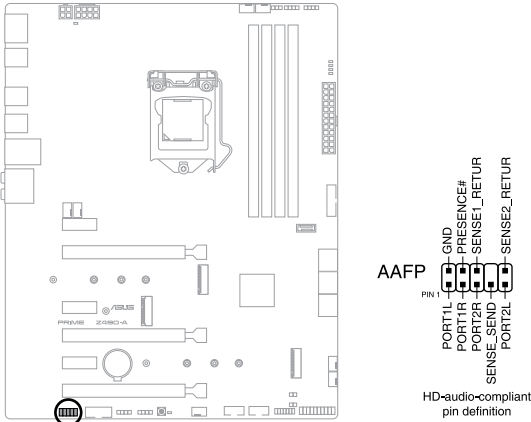 /ISUS
PRIME Z490-A
AAFP
PIN 1
GND
PRESENCE#
SENSE1_RETUR
SENSE2_RETUR
PORT1L
PORT1R
PORT2R
SENSE_SEND
PORT2L
HD-audio-compliant
pin definition